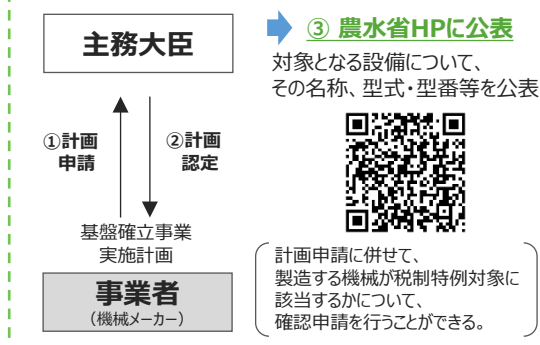 主務大臣
③ 農水省HPに公表
対象となる設備について、
その名称、型式・型番等を公表
①計画
申請
②計画
認定
基盤確立事業
実施計画
事業者
（機械メーカー）
計画申請に併せて、
製造する機械が税制特例対象に
該当するかについて、
確認申請を行うことができる。